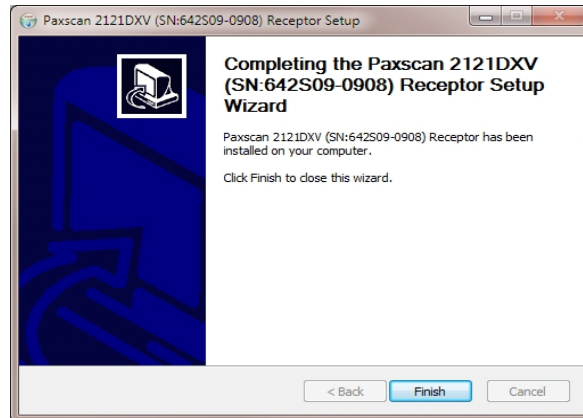 Paxscan 2121DXV (SN:642S09-0908) Receptor Setup
Completing the Paxscan 2121DXV
(SN:642S09-0908) Receptor Setup
Wizard
Paxscan 2121DXV (SN:642S09-0908) Receptor has been
installed on your computer.
Click Finish to close this wizard.
< Back Finish Cancel